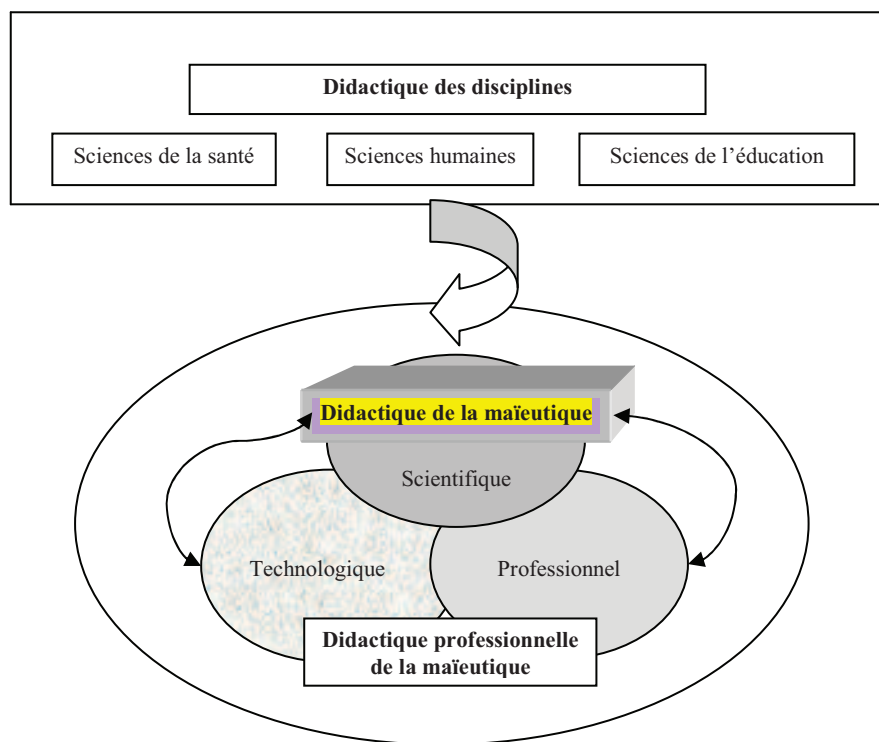 Didactique des disciplines
Sciences de la santé
Sciences humaines
Sciences de l’éducation
Didactique de la maïeutique
Scientifique
Technologique
Professionnel
Didactique professionnelle
de la maïeutique